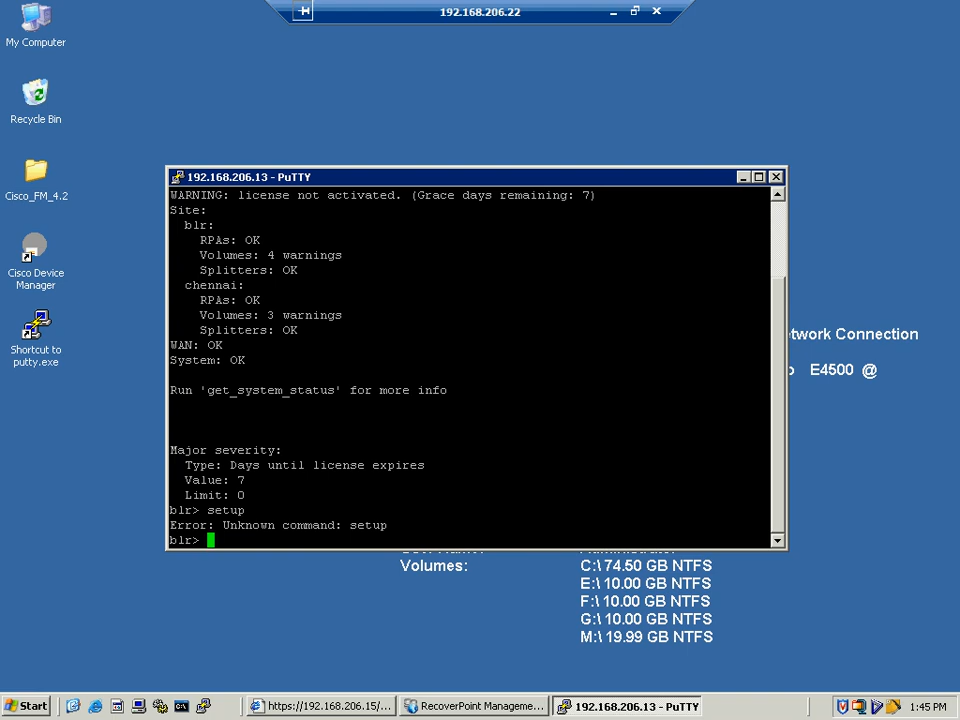 192.168.206.22
My Computer
Recycle Bin
Cisco_FM_4.2
Cisco Device
Manager
Shortcut to
putty.exe
192.168.206.13 - PuTTY
WARNING: license not activated. (Grace days remaining: 7)
Site:
blr:
RPAs: OK
Volumes: 4 warnings
Splitters: OK
chennai:
RPAs: OK
Volumes: 3 warnings
Splitters: OK
WAN: OK
System: OK
Run 'get_system_status' for more info
Major severity:
Type: Days until license expires
Value: 7
Limit: 0
blr> setup
Error: Unknown command: setup
blr>
twork Connection
E4500 @
Volumes:
C:\ 74.50 GB NTFS
E:\ 10.00 GB NTFS
F:\ 10.00 GB NTFS
G:\ 10.00 GB NTFS
M:\ 19.99 GB NTFS
Start
https://192.168.206.15/...
RecoverPoint Manageme...
192.168.206.13 - PuTTY
1:45 PM